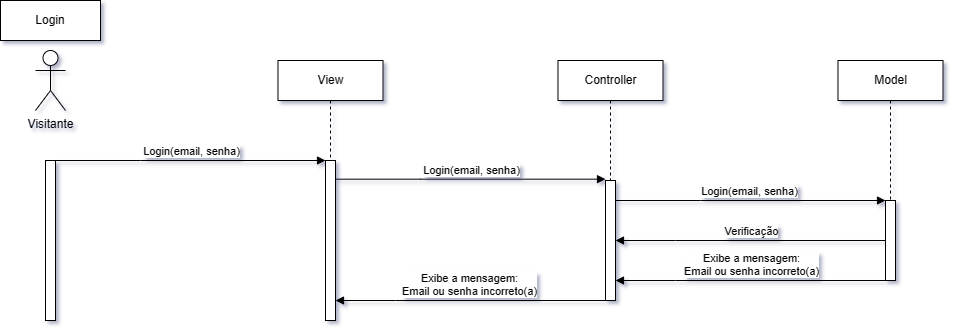 Login
Visitante
View
Controller
Model
Login(email, senha)
Login(email, senha)
Login(email, senha)
Verificação
Exibe a mensagem:
Email ou senha incorreto(a)
Exibe a mensagem:
Email ou senha incorreto(a)